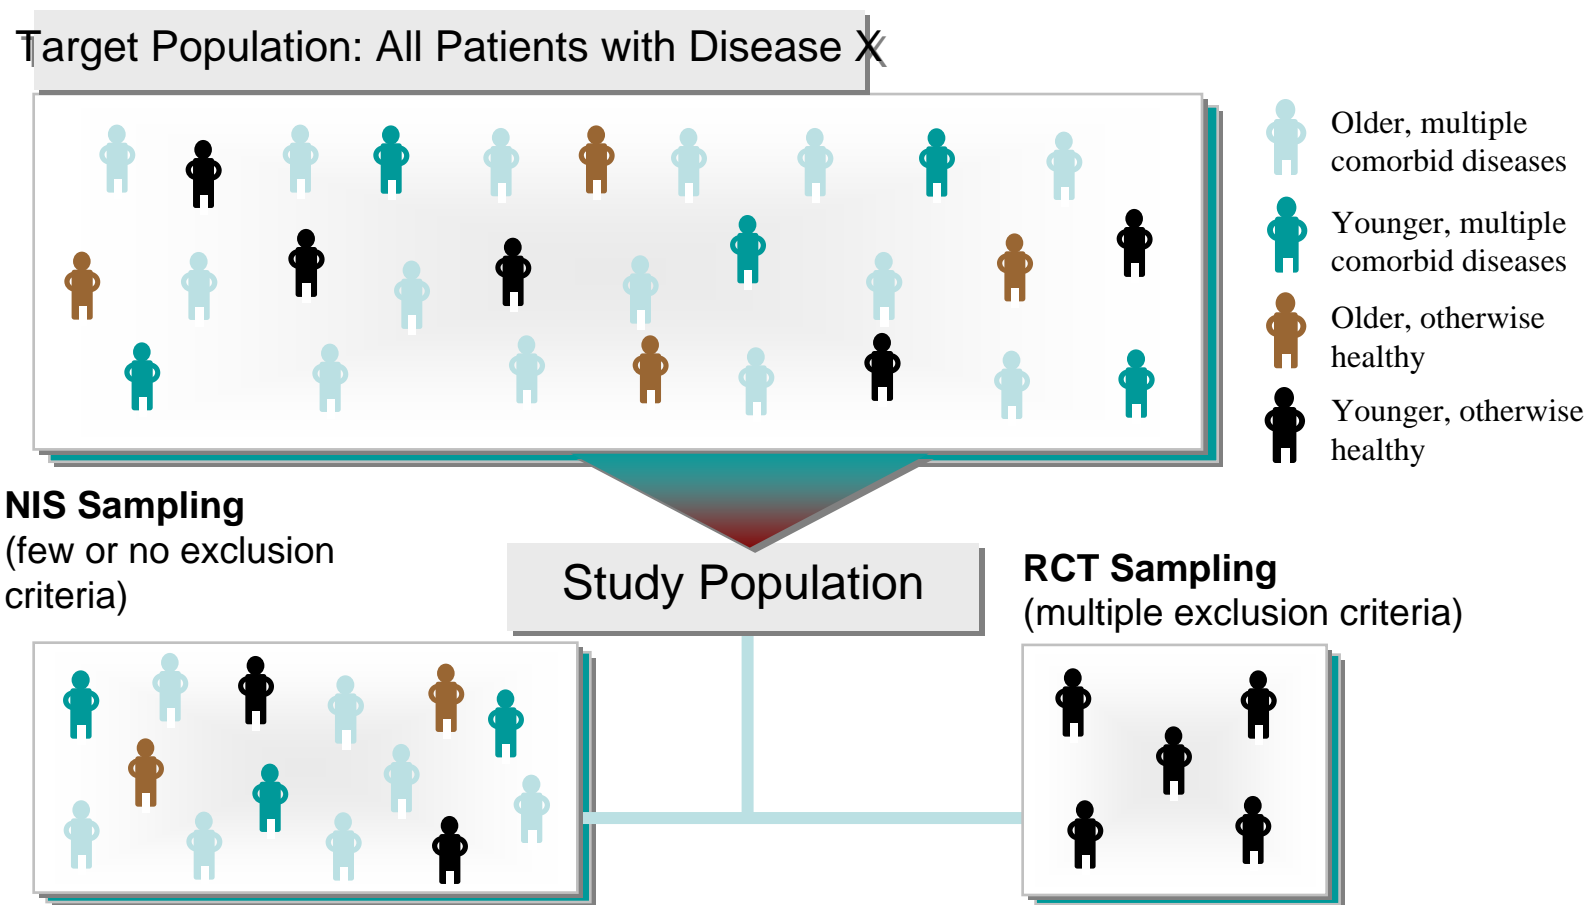 Target Population: All Patients with Disease X
Older, multiple
comorbid diseases
Younger, multiple
comorbid diseases
Older, otherwise
healthy
Younger, otherwise
healthy
NIS Sampling
(few or no exclusion
criteria)
Study Population
RCT Sampling
(multiple exclusion criteria)